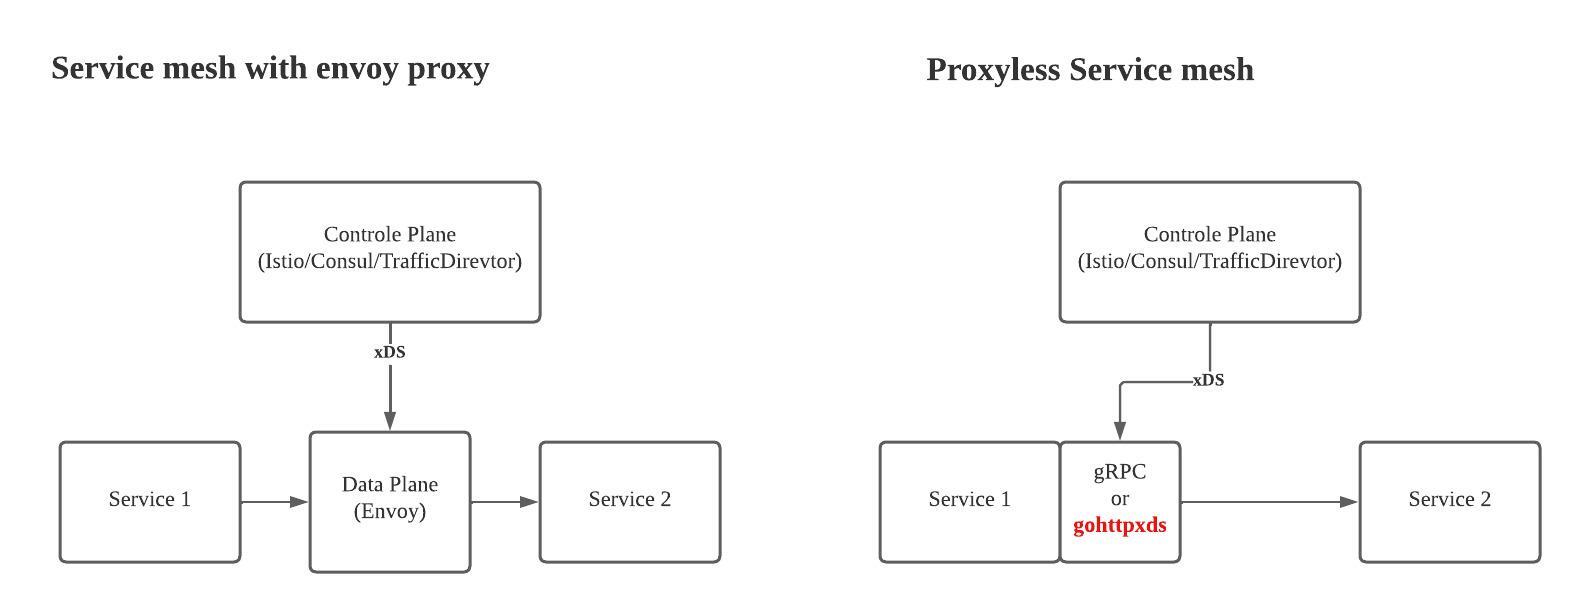 Service mesh with envoy proxy
Controle Plane
(Istio/Consul/TrafficDirevtor)
xDS
Service 1
Data Plane
(Envoy)
Service 2
Proxyless Service mesh
Controle Plane
(Istio/Consul/TrafficDirevtor)
xDS
Service 1
gRPC
or
gohttpxds
Service 2